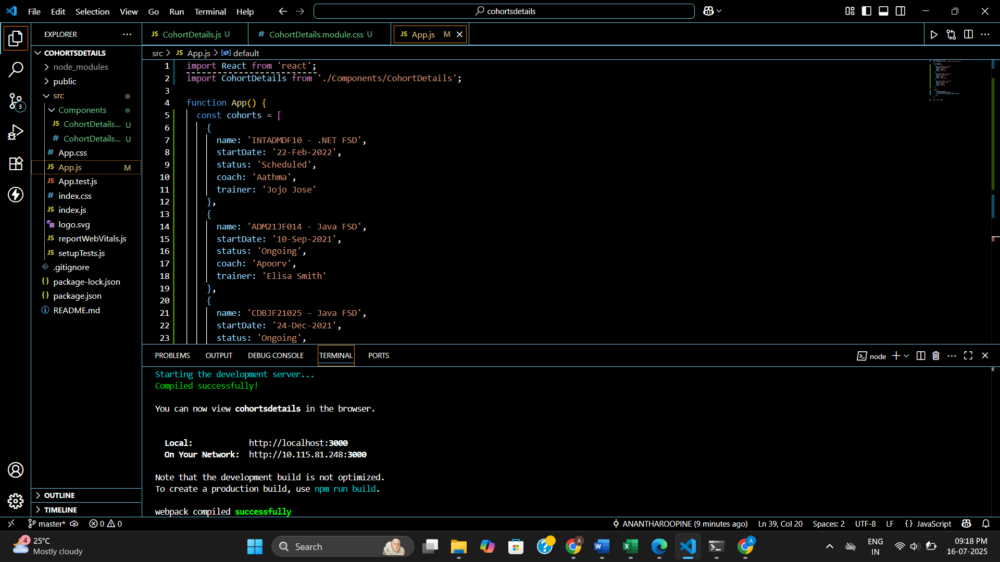 File Edit Selection View Go Run Terminal Help
cohortsdetails
EXPLORER
COHORTSDETAILS
node_modules
public
src
Components
JS CohortDetails... U
# CohortDetails... U
# App.css
JS App.js M
JS App.test.js
# index.css
JS index.js
logo.svg
JS reportWebVitals.js
JS setupTests.js
.gitignore
{} package-lock.json
{} package.json
README.md
OUTLINE
TIMELINE
3
JS CohortDetails.js U
# CohortDetails.module.css U
JS App.js M
src > JS App.js > default
1 import React from 'react';
2 import CohortDetails from './Components/CohortDetails';
3
4 function App() {
5 const cohorts = [
6 {
7 name: 'INTADMDF10 - .NET FSD',
8 startDate: '22-Feb-2022',
9 status: 'Scheduled',
10 coach: 'Aathma',
11 trainer: 'Jojo Jose'
12 },
13 {
14 name: 'ADM21JF014 - Java FSD',
15 startDate: '10-Sep-2021',
16 status: 'Ongoing',
17 coach: 'Apoorv',
18 trainer: 'Elisa Smith'
19 },
20 {
21 name: 'CDBJF21025 - Java FSD',
22 startDate: '24-Dec-2021',
23 status: 'Ongoing',
PROBLEMS OUTPUT DEBUG CONSOLE TERMINAL PORTS
node
Starting the development server...
Compiled successfully!
You can now view cohortsdetails in the browser.
Local: http://localhost:3000
On Your Network: http://10.115.81.248:3000
Note that the development build is not optimized.
To create a production build, use npm run build.
webpack compiled successfully
master* 0 0
ANANTHAROOPINE (9 minutes ago) Ln 39, Col 20 Spaces: 2 UTF-8 LF {} JavaScript
4
25°C
Mostly cloudy
Search
A
A
ENG
IN
09:18 PM
16-07-2025